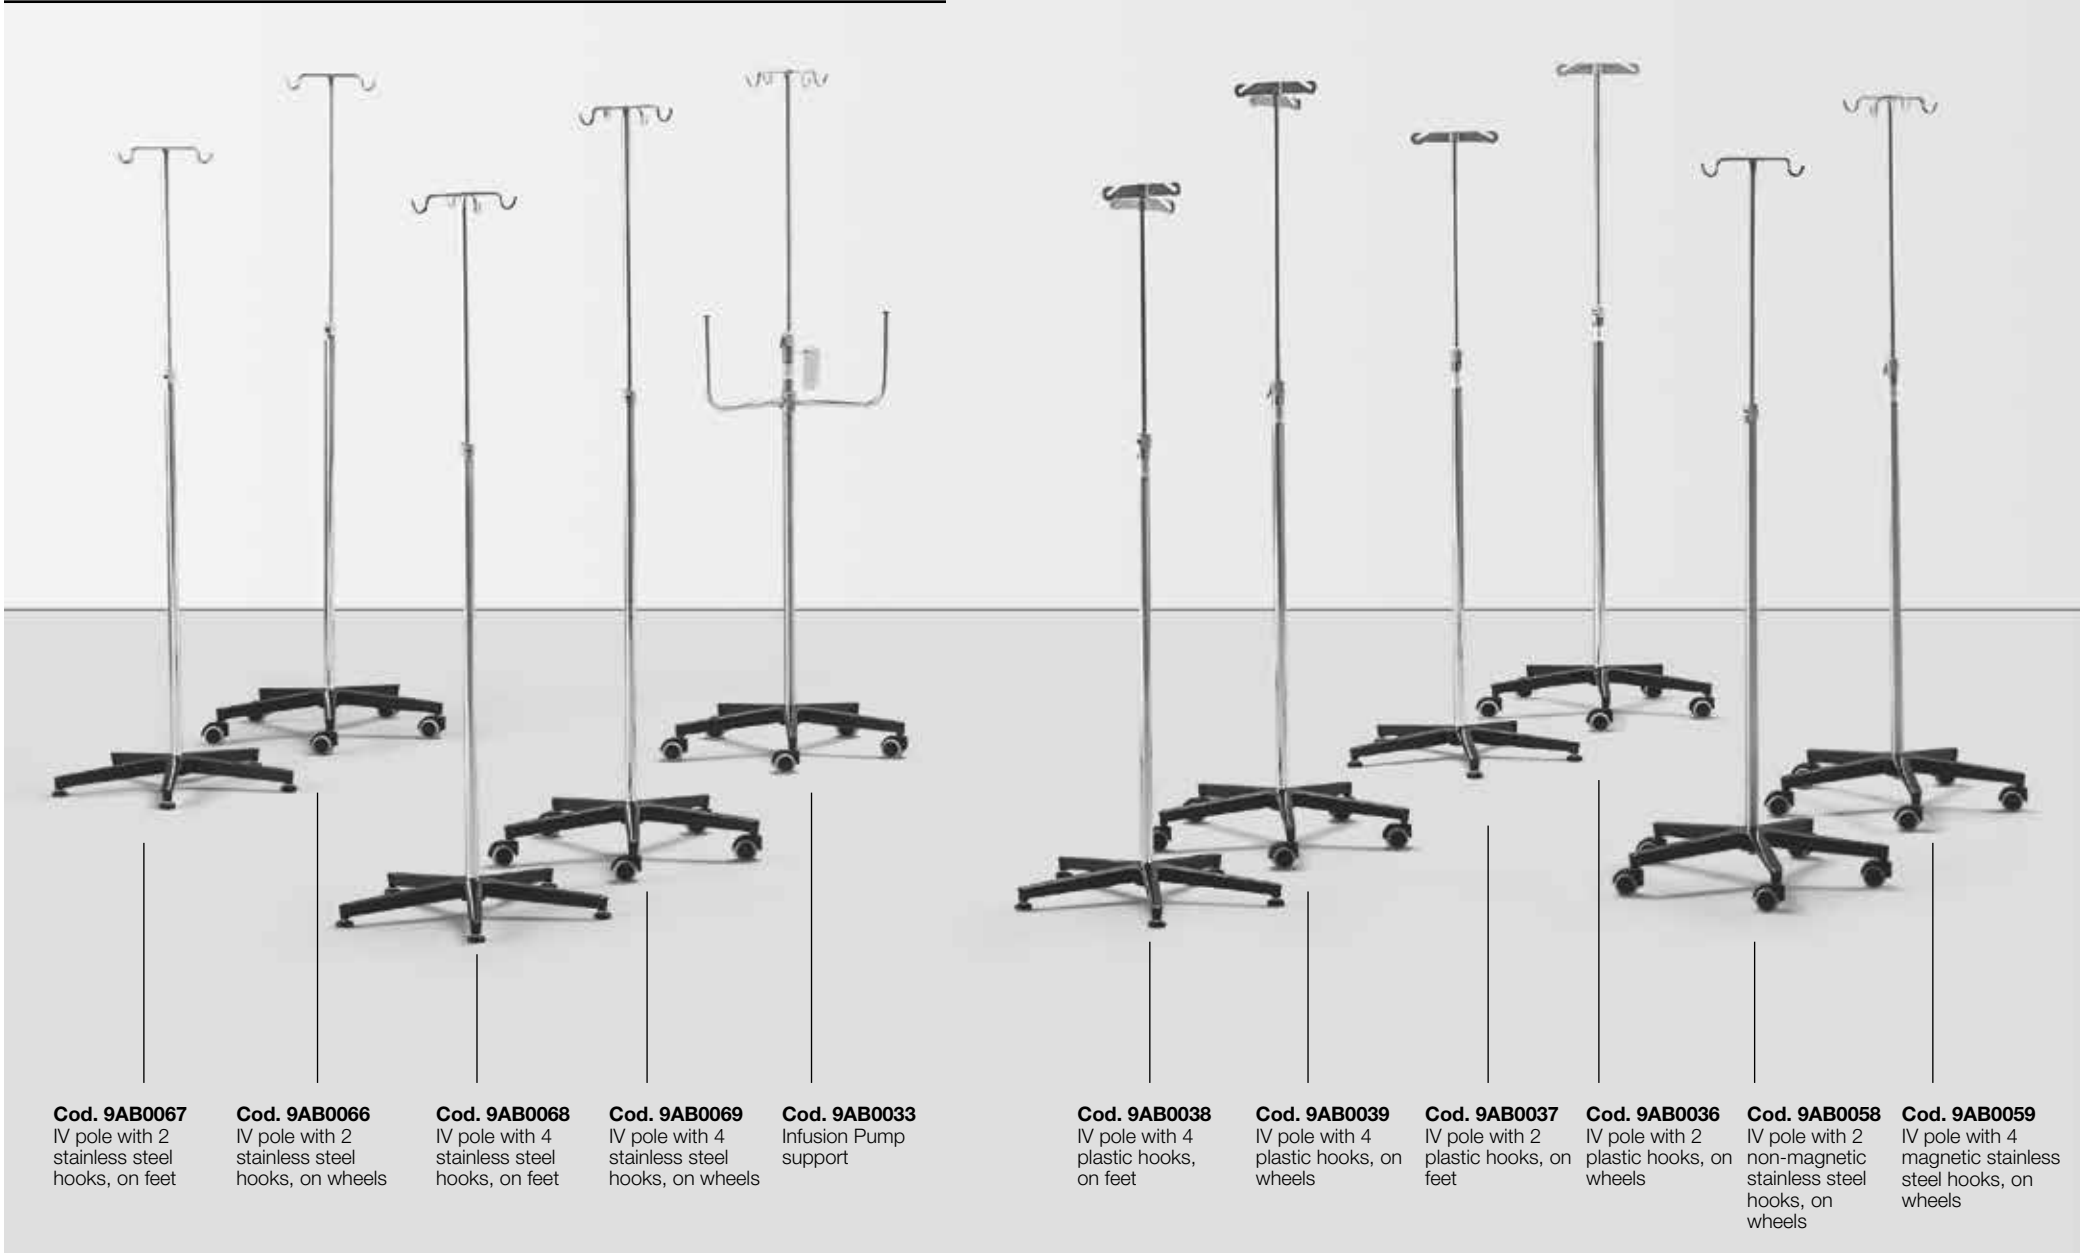 Cod. 9AB0067
IV pole with 2
stainless steel
hooks, on feet
Cod. 9AB0066
IV pole with 2
stainless steel
hooks, on wheels
Cod. 9AB0068
IV pole with 4
stainless steel
hooks, on feet
Cod. 9AB0069
IV pole with 4
stainless steel
hooks, on wheels
Cod. 9AB0033
Infusion Pump
support
Cod. 9AB0038
IV pole with 4
plastic hooks,
on feet
Cod. 9AB0039
IV pole with 4
plastic hooks, on
wheels
Cod. 9AB0037
IV pole with 2
plastic hooks, on
feet
Cod. 9AB0036
IV pole with 2
plastic hooks, on
wheels
Cod. 9AB0058
IV pole with 2
non-magnetic
stainless steel
hooks, on
wheels
Cod. 9AB0059
IV pole with 4
magnetic stainless
steel hooks, on
wheels